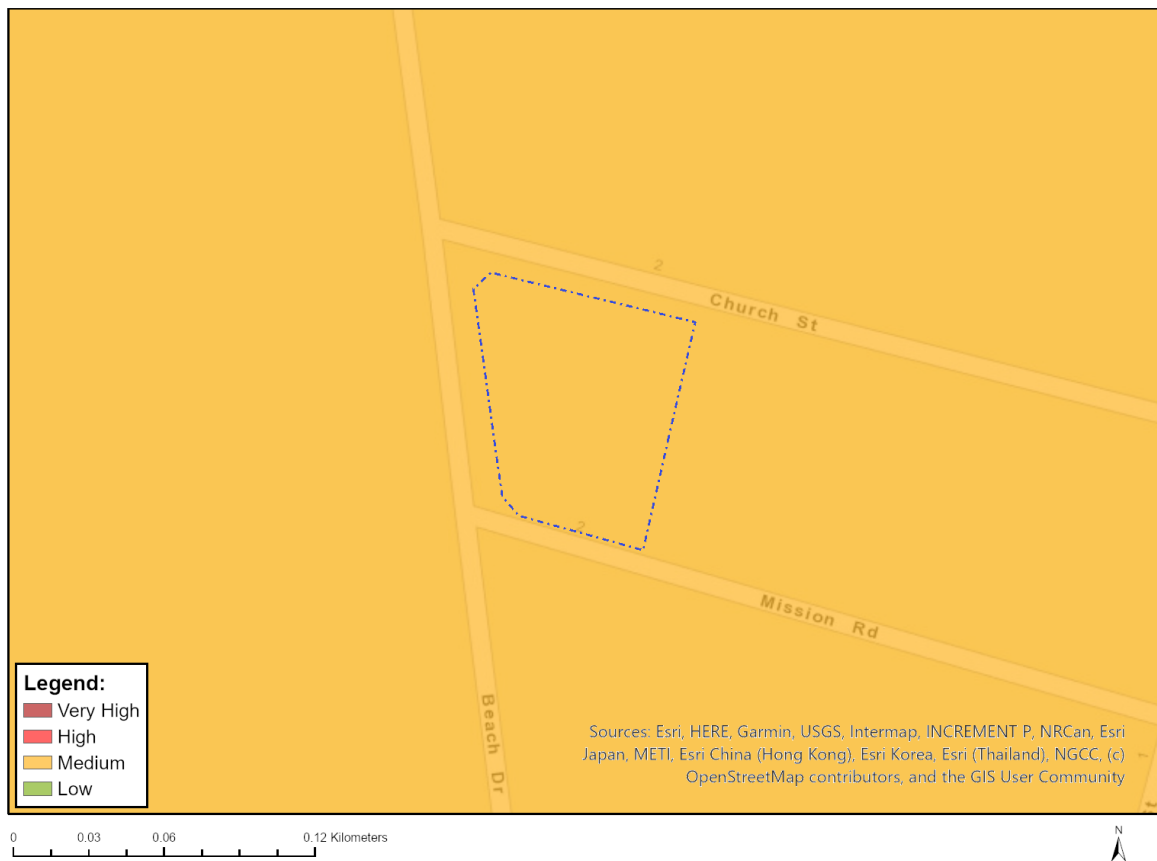 2
Church St
2
Mission Rd
Beach Dr
1
Legend:
Very High
High
Medium
Low
Sources: Esri, HERE, Garmin, USGS, Intermap, INCREMENT P, NRCan, Esri
Japan, METI, Esri China (Hong Kong), Esri Korea, Esri (Thailand), NGCC, (c)
OpenStreetMap contributors, and the GIS User Community
0 0.03 0.06 0.12 Kilometers
N